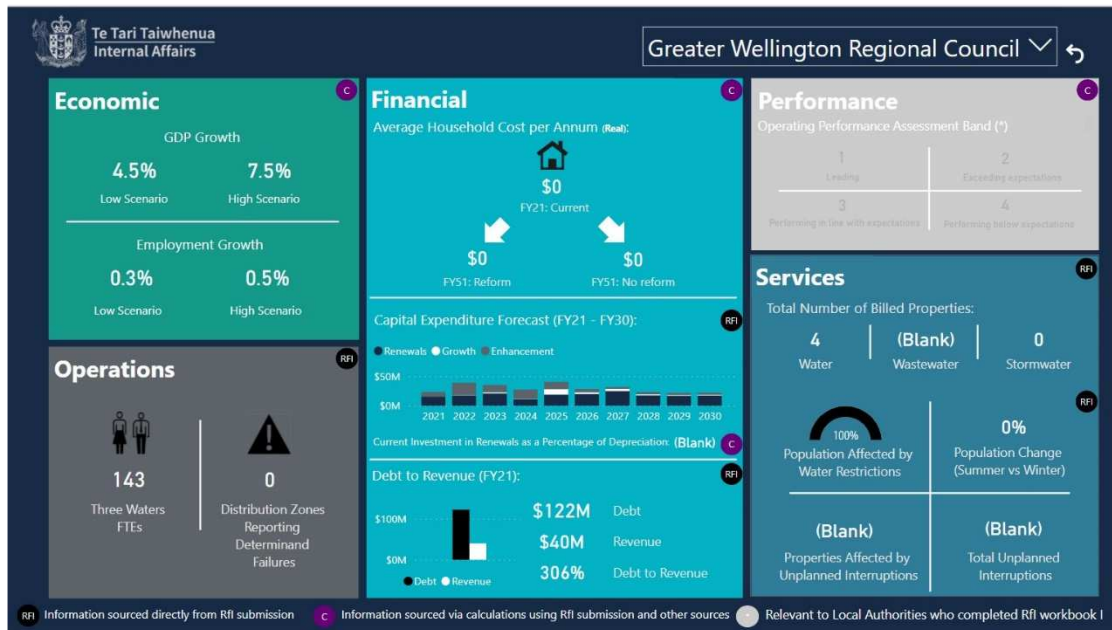 Te Tari Taiwhenua
Internal Affairs
Greater Wellington Regional Council
Economic
C
GDP Growth
4.5%
7.5%
Low Scenario
High Scenario
Employment Growth
0.3%
0.5%
Low Scenario
High Scenario
Operations
RFI
143
0
Three Waters
FTEs
Distribution Zones
Reporting
Determinand
Failures
Financial
C
Average Household Cost per Annum (Real):
$0
FY21: Current
$0
$0
FY51: Reform
FY51: No reform
Capital Expenditure Forecast (FY21 - FY30):
RFI
Renewals Growth Enhancement
$50M
$0M
2021 2022 2023 2024 2025 2026 2027 2028 2029 2030
Current Investment in Renewals as a Percentage of Depreciation: (Blank)
C
Debt to Revenue (FY21):
RFI
$100M
$0M
Debt Revenue
$122M Debt
$40M Revenue
306% Debt to Revenue
Performance
C
Operating Performance Assessment Band (*)
1
Leading
2
Exceeding expectations
3
Performing in line with expectations
4
Performing below expectations
Services
RFI
Total Number of Billed Properties:
4
(Blank)
0
Water
Wastewater
Stormwater
RFI
100%
Population Affected by
Water Restrictions
0%
Population Change
(Summer vs Winter)
(Blank)
Properties Affected by
Unplanned Interruptions
(Blank)
Total Unplanned
Interruptions
RFI Information sourced directly from RfI submission
C Information sourced via calculations using RfI submission and other sources
Relevant to Local Authorities who completed RfI workbook I